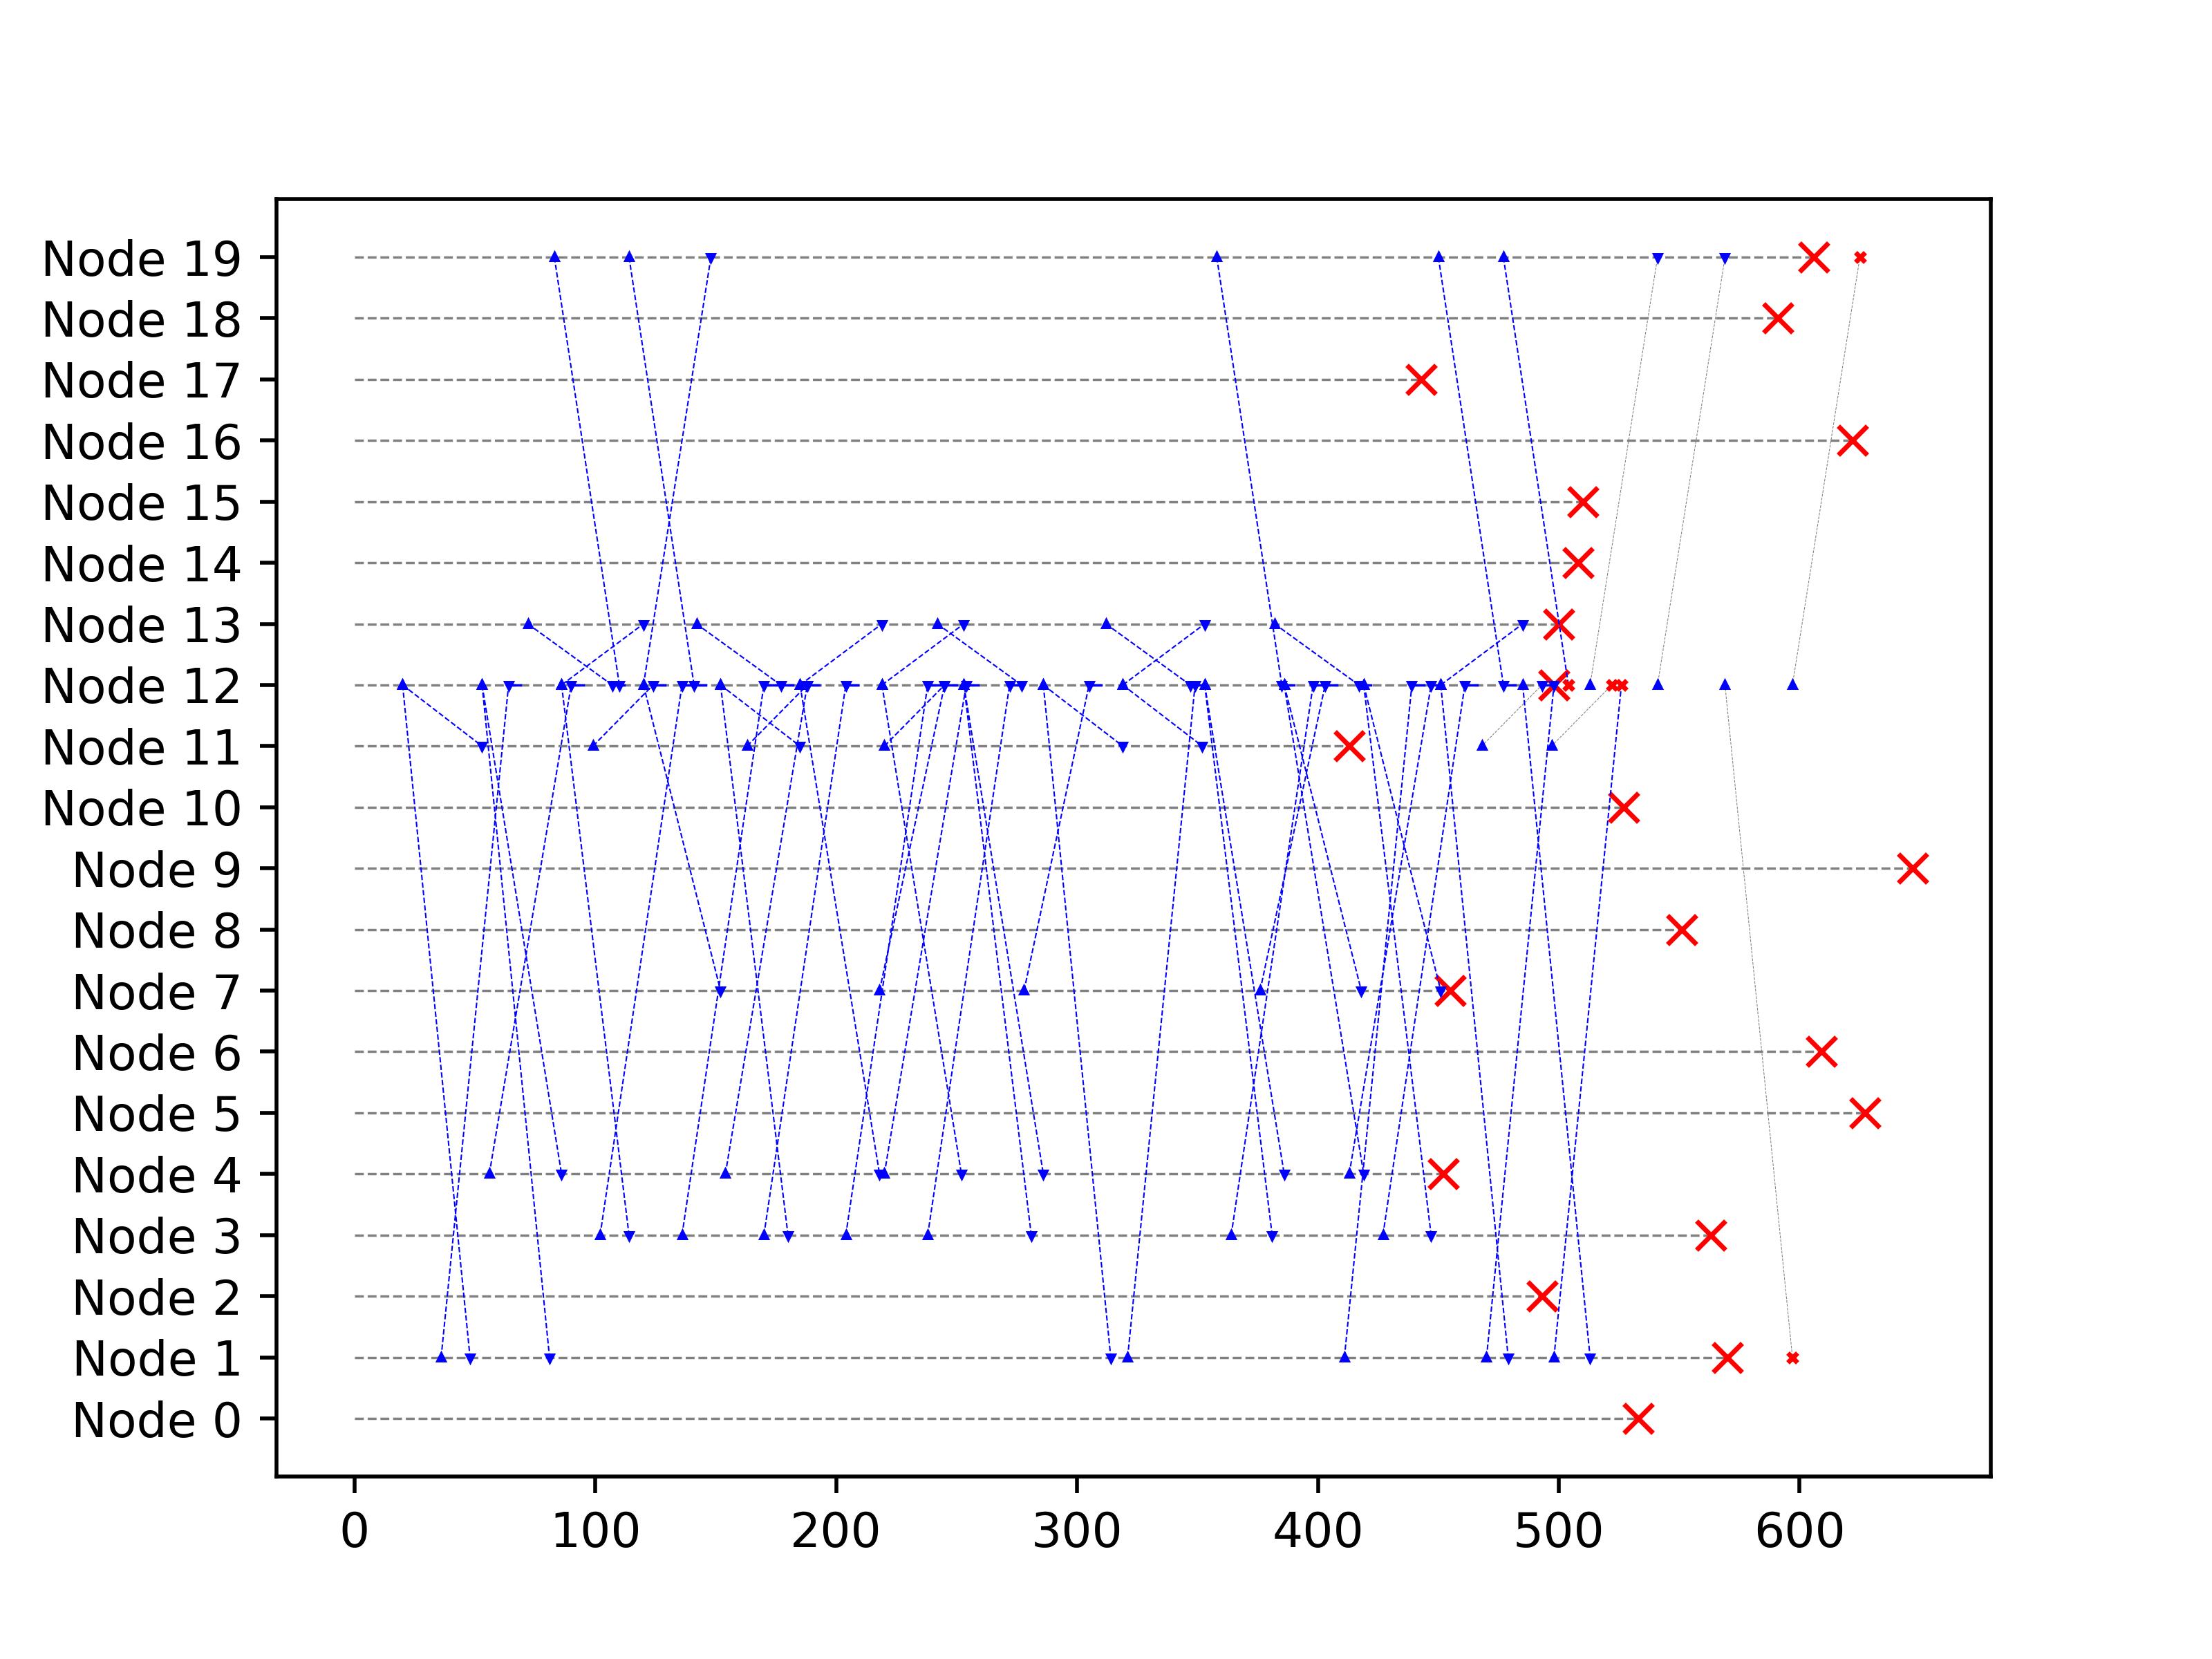 Node 19
Node 18
Node 17
Node 16
Node 15
Node 14
Node 13
Node 12
Node 11
Node 10
Node 9
Node 8
Node 7
Node 6
Node 5
Node 4
Node 3
Node 2
Node 1
Node 0
0 100 200 300 400 500 600